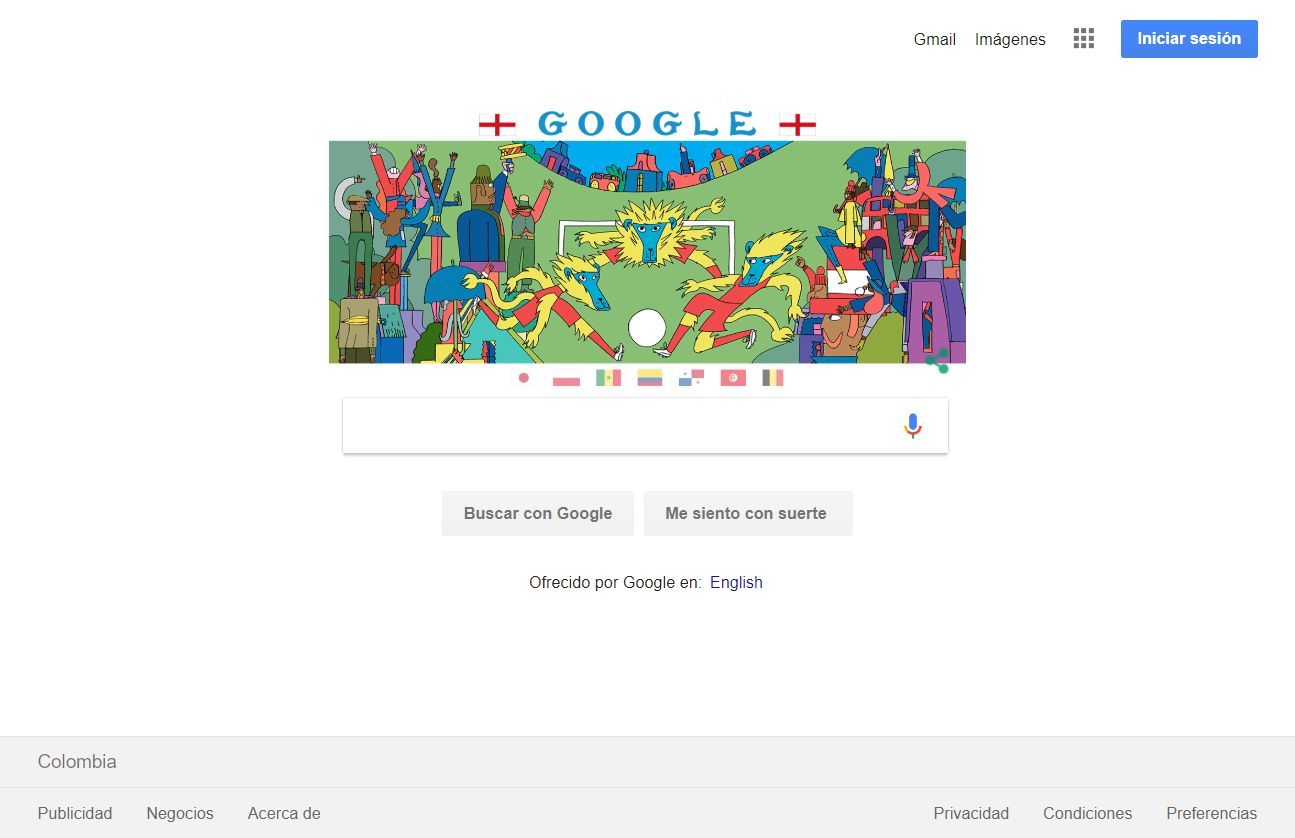 Gmail Imágenes Iniciar sesión
GOOGLE
Buscar con Google Me siento con suerte
Ofrecido por Google en: English
Colombia
Publicidad Negocios Acerca de Privacidad Condiciones Preferencias